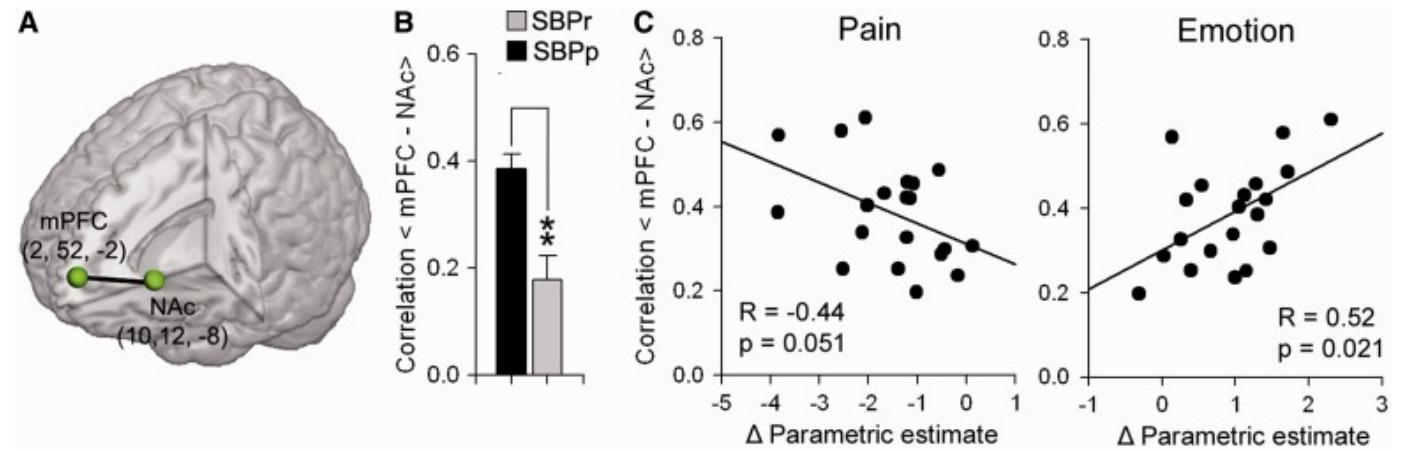 A
mPFC
(2, 52, -2)
NAc
(10,12, -8)
B
SBPr
SBPp
Correlation < mPFC - NAc>
0.6
0.4
0.2
0.0
**
C
Pain
Correlation < mPFC - NAc>
0.8
0.6
0.4
0.2
0.0
R = -0.44
p = 0.051
-5 -4 -3 -2 -1 0 1
Δ Parametric estimate
Emotion
0.8
0.6
0.4
0.2
0.0
R = 0.52
p = 0.021
-1 0 1 2 3
Δ Parametric estimate